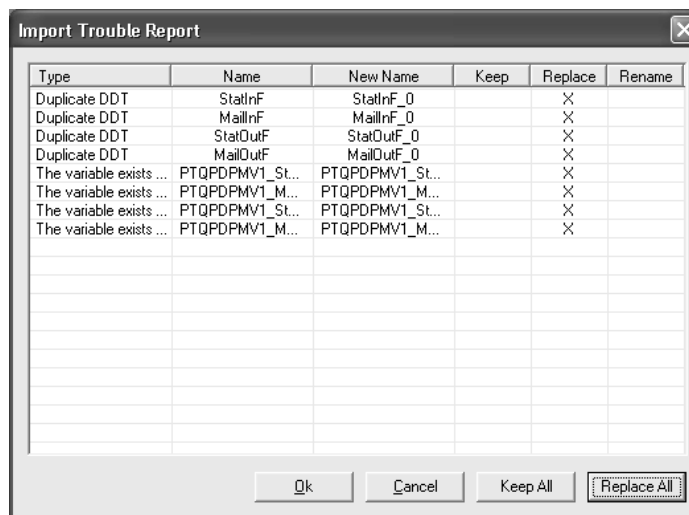 Import Trouble Report
Type Name New Name Keep Replace Rename
Duplicate DDT StatInF StatInF_0 X
Duplicate DDT MailInF MailInF_0 X
Duplicate DDT StatOutF StatOutF_0 X
Duplicate DDT MailOutF MailOutF_0 X
The variable exists ... PTQPDPMV1_St... PTQPDPMV1_St... X
The variable exists ... PTQPDPMV1_M... PTQPDPMV1_M... X
The variable exists ... PTQPDPMV1_St... PTQPDPMV1_St... X
The variable exists ... PTQPDPMV1_M... PTQPDPMV1_M... X
Ok Cancel Keep All Replace All